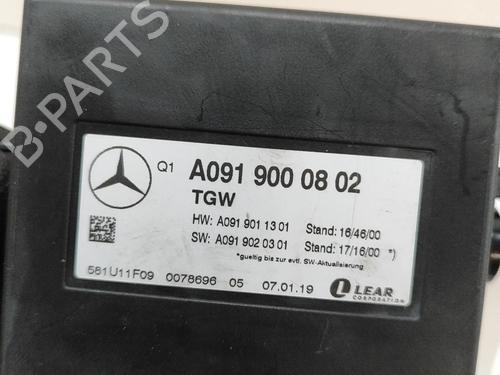 B-PARTS
Q1 A091 900 08 02
TGW
HW: A091 901 13 01 Stand: 16/46/00
SW: A091 902 03 01 Stand: 17/16/00 *)
*gueltig bis zur evtl. SW-Aktualisierung
581U11F09 0078696 05 07.01.19 LEAR
CORPORATION